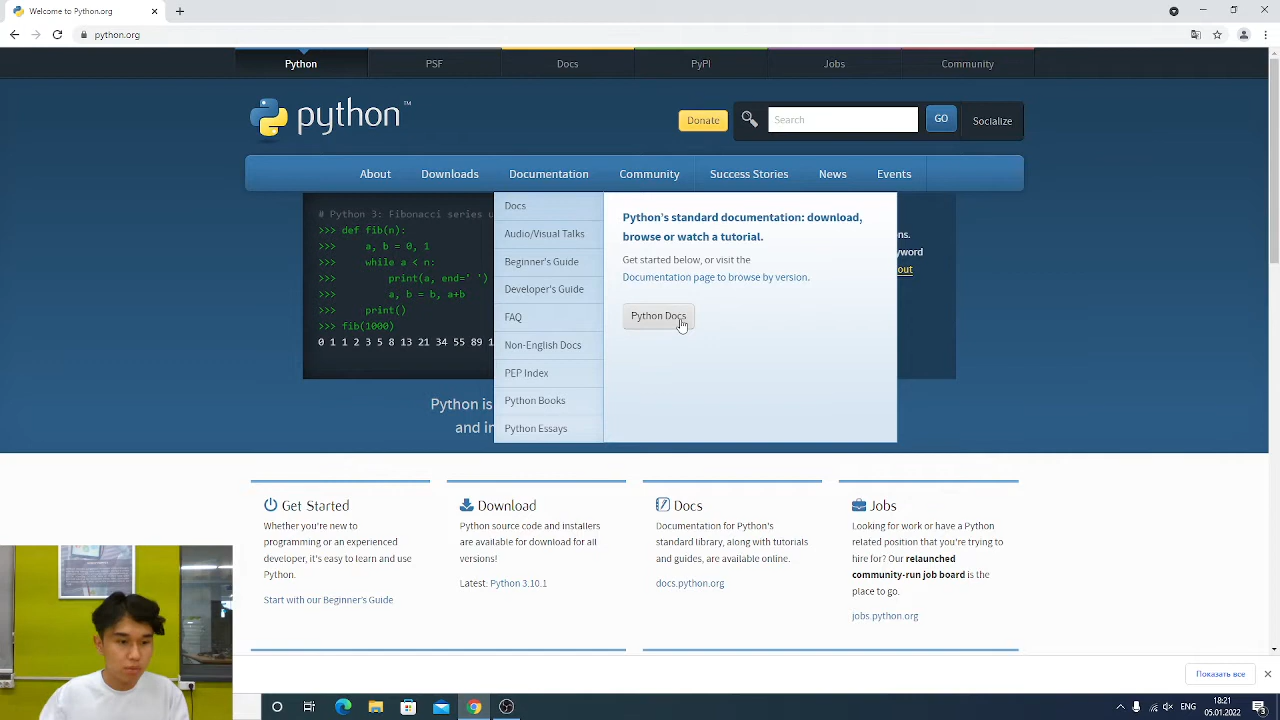 Welcome to Python.org
python.org
Python
PSF
Docs
PyPI
Jobs
Community
python™
Donate
Search
GO
Socialize
About
Downloads
Documentation
Community
Success Stories
News
Events
# Python 3: Fibonacci series u
>>> def fib(n):
>>>     a, b = 0, 1
>>>     while a < n:
>>>         print(a, end=' ')
>>>         a, b = b, a+b
>>>     print()
>>> fib(1000)
0 1 1 2 3 5 8 13 21 34 55 89 1
Docs
Audio/Visual Talks
Beginner's Guide
Developer's Guide
FAQ
Non-English Docs
PEP Index
Python Books
Python Essays
Python's standard documentation: download,
browse or watch a tutorial.
Get started below, or visit the
Documentation page to browse by version.
Python Docs
ns.
yword
out
Python is
and in
Get Started
Whether you're new to
programming or an experienced
developer, it's easy to learn and use
Python.
Start with our Beginner's Guide
Download
Python source code and installers
are available for download for all
versions!
Latest: Python 3.10.1
Docs
Documentation for Python's
standard library, along with tutorials
and guides, are available online.
docs.python.org
Jobs
Looking for work or have a Python
related position that you're trying to
hire for? Our relaunched
community-run job board is the
place to go.
jobs.python.org
Показать все
18:21
05.01.2022